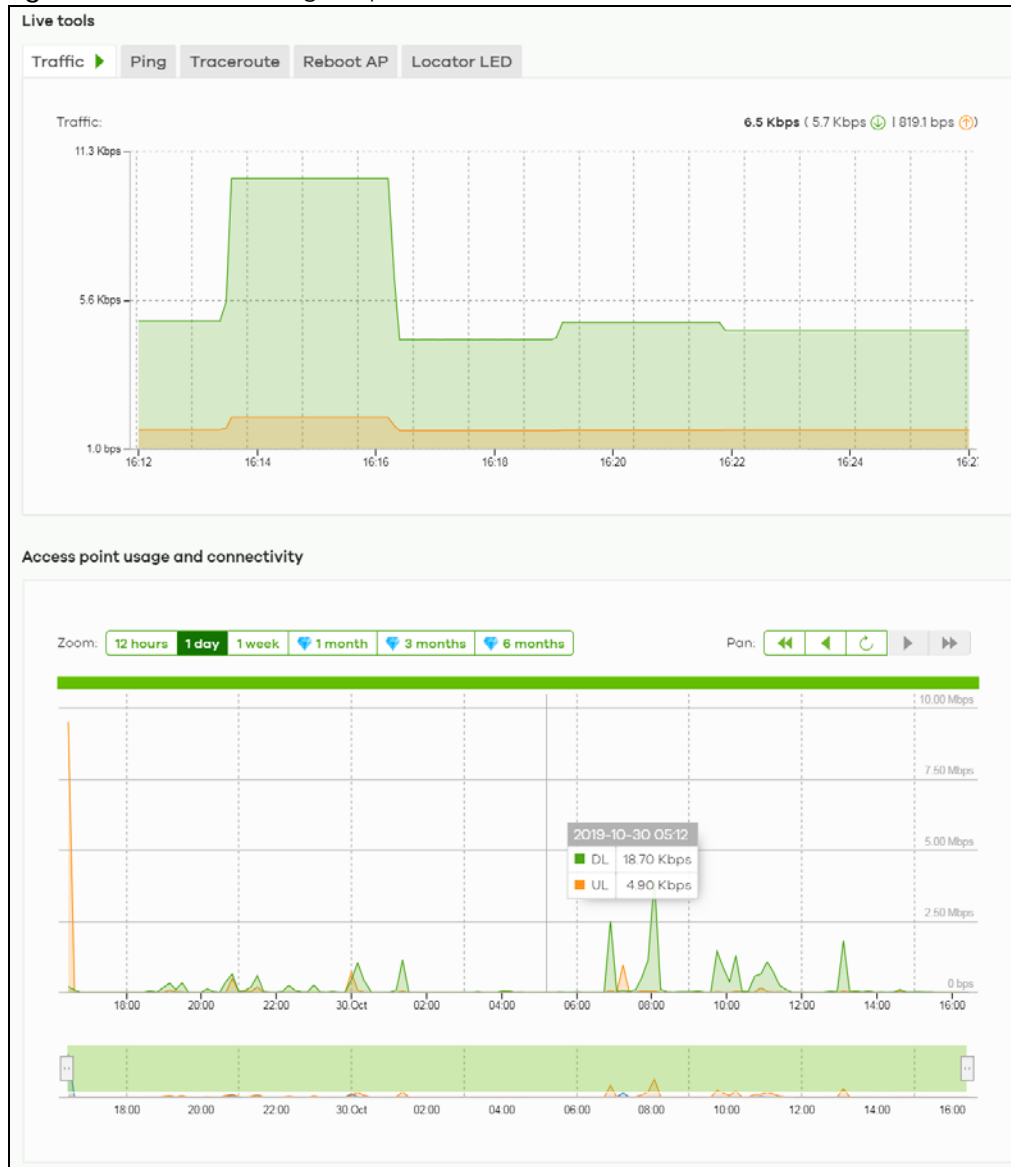 Live tools
Traffic Ping Traceroute Reboot AP Locator LED
Traffic: 6.5 Kbps ( 5.7 Kbps | 819.1 bps )
11.3 Kbps
5.6 Kbps
1.0 bps
16:12 16:14 16:16 16:18 16:20 16:22 16:24
Access point usage and connectivity
Zoom: 12 hours 1 day 1 week 1 month 3 months 6 months Pan:
10.00 Mbps
7.50 Mbps
2019-10-30 05:12
5.00 Mbps
DL 18.70 Kbps
UL 4.90 Kbps
2.50 Mbps
0 bps
18:00 20:00 22:00 30. Oct 02:00 04:00 06:00 08:00 10:00 12:00 14:00 16:00
18:00 20:00 22:00 30. Oct 02:00 04:00 06:00 08:00 10:00 12:00 14:00 16:00